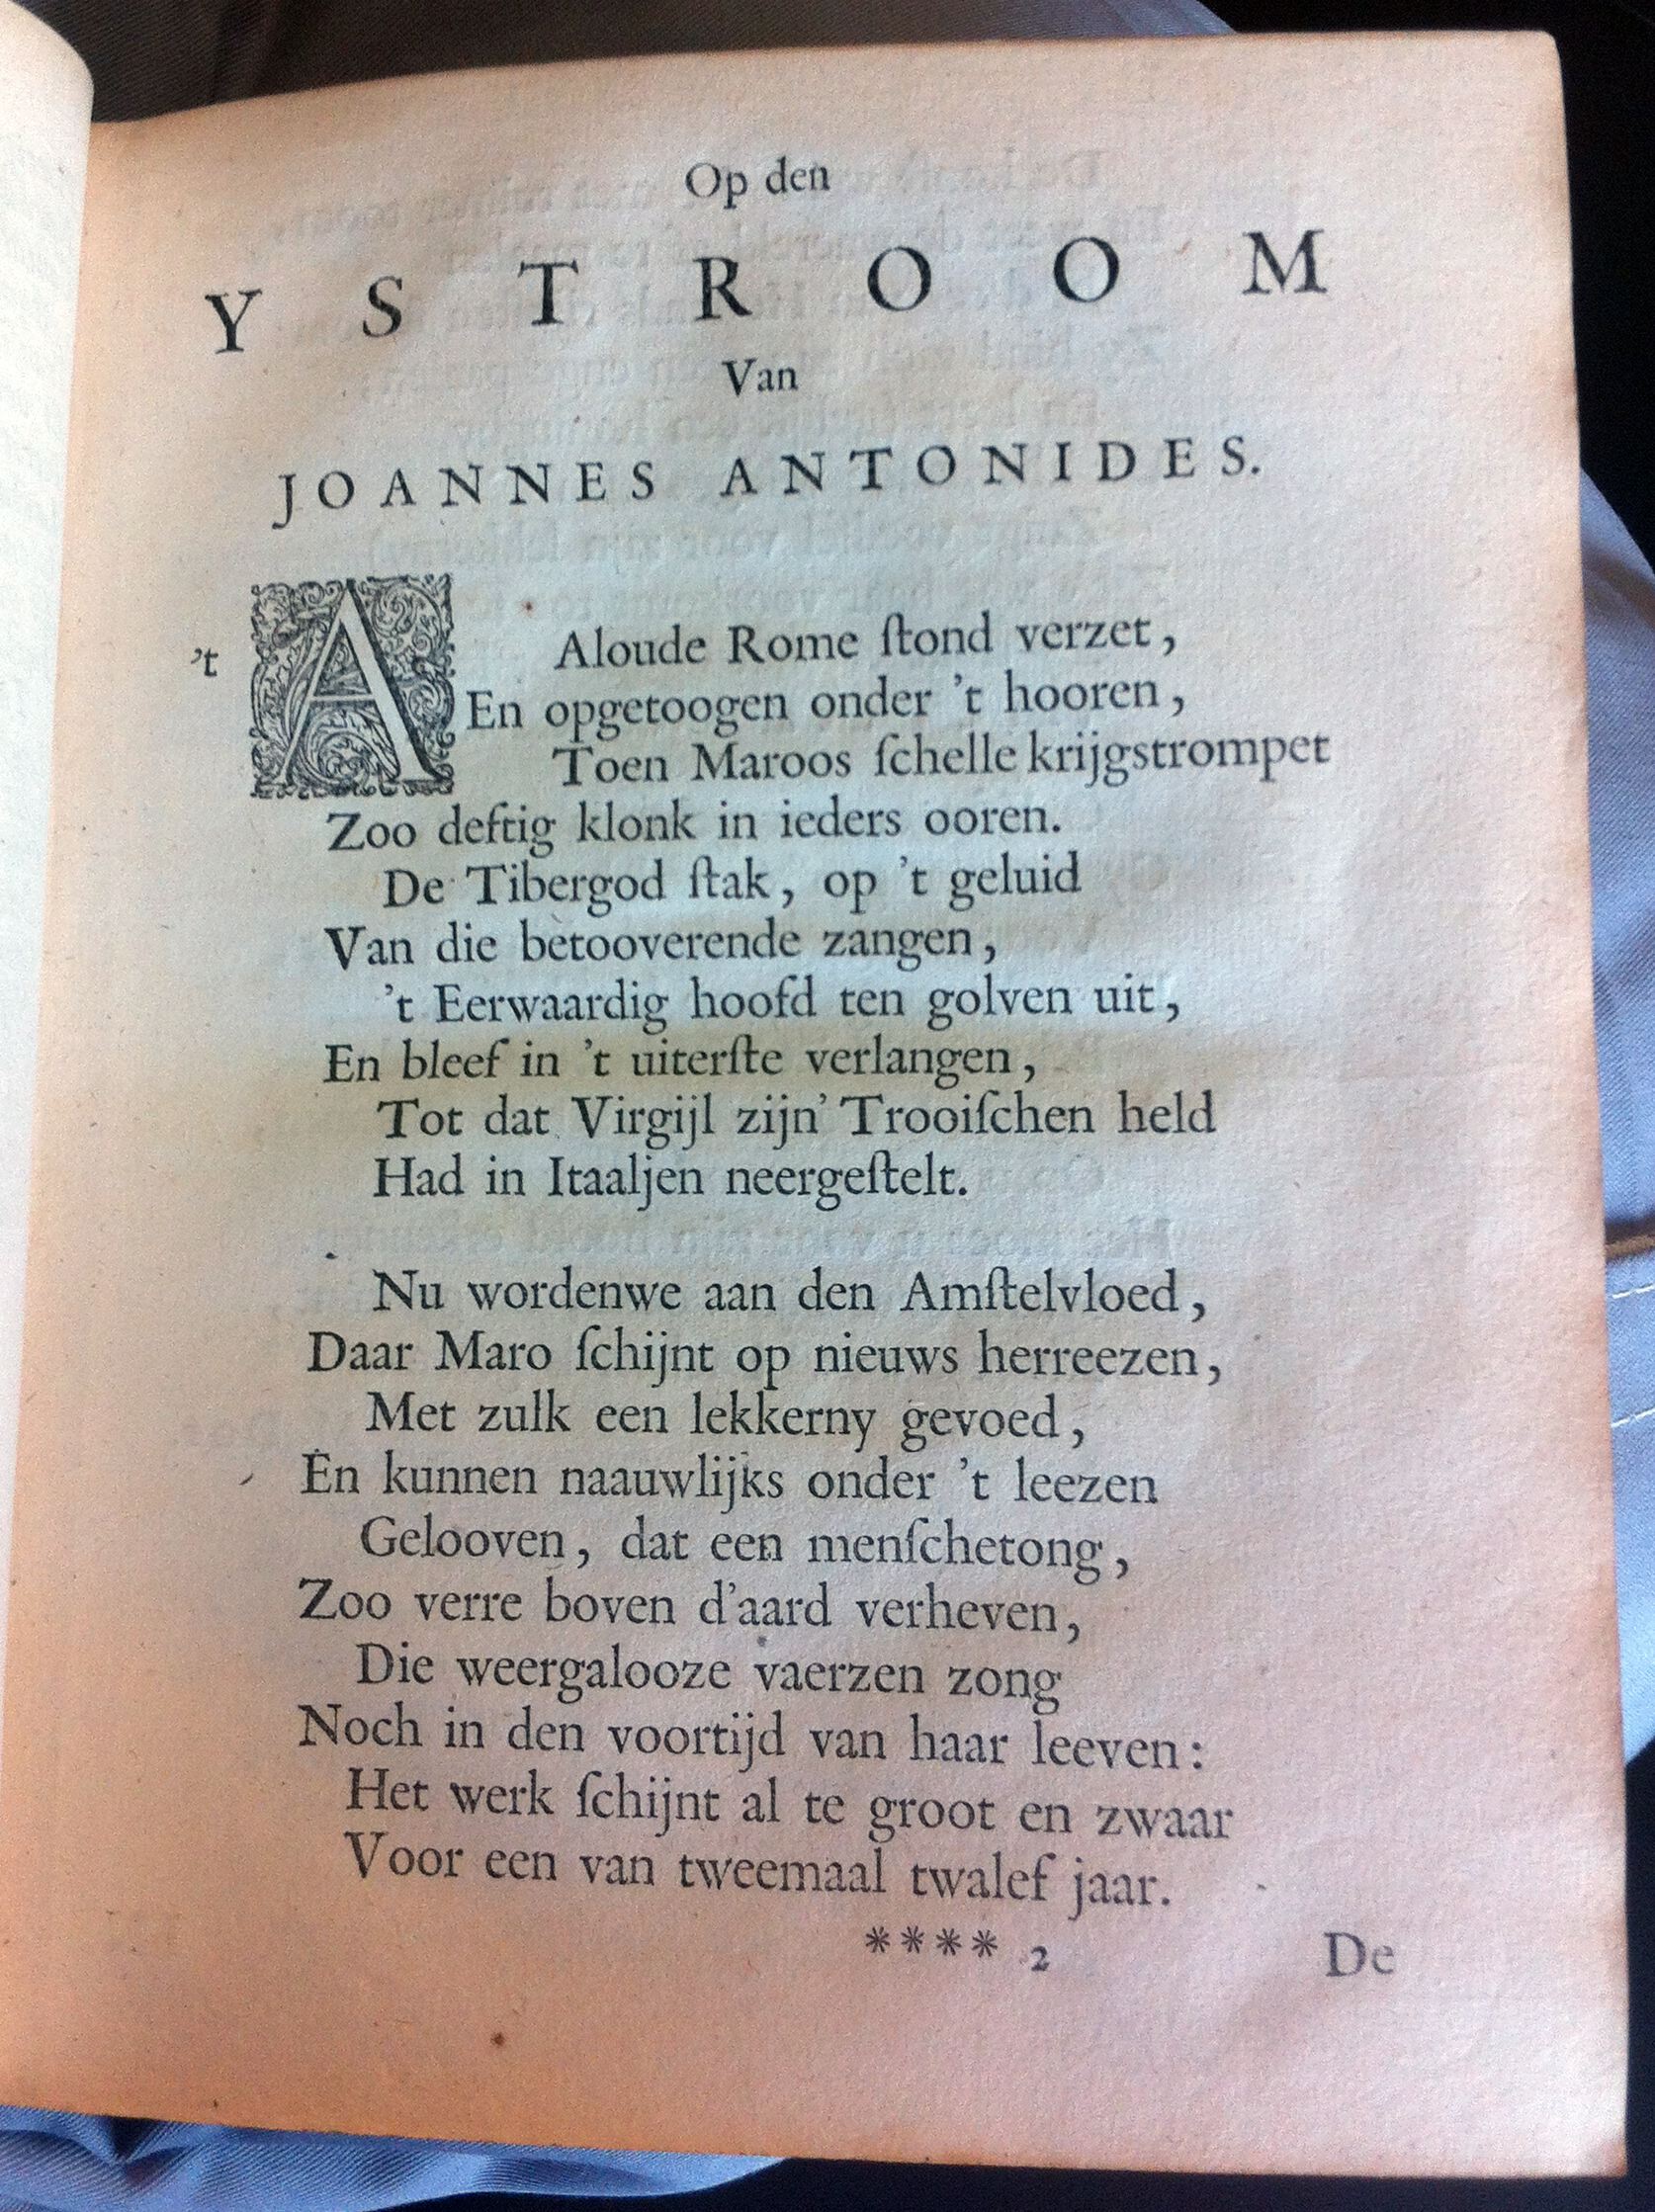 Op den
YSTROOM
Van
JOANNES ANTONIDES.
't AAloude Rome ſtond verzet,
En opgetoogen onder 't hooren,
Toen Maroos ſchelle krijgstrompet
Zoo deftig klonk in ieders ooren.
De Tibergod ſtak, op 't geluid
Van die betooverende zangen,
't Eerwaardig hoofd ten golven uit,
En bleef in 't uiterſte verlangen,
Tot dat Virgijl zijn' Trooiſchen held
Had in Itaaljen neergeſtelt.
Nu wordenwe aan den Amſtelvloed,
Daar Maro ſchijnt op nieuws herreezen,
Met zulk een lekkerny gevoed,
En kunnen naauwlijks onder 't leezen
Gelooven, dat een menſchetong,
Zoo verre boven d'aard verheven,
Die weergalooze vaerzen zong
Noch in den voortijd van haar leeven:
Het werk ſchijnt al te groot en zwaar
Voor een van tweemaal twalef jaar.
**** 2 De